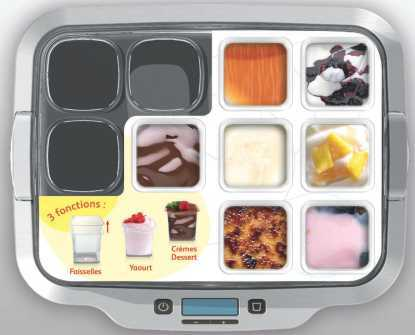 3 fonctions :
Faisselles
Yaourt
Crèmes
Dessert